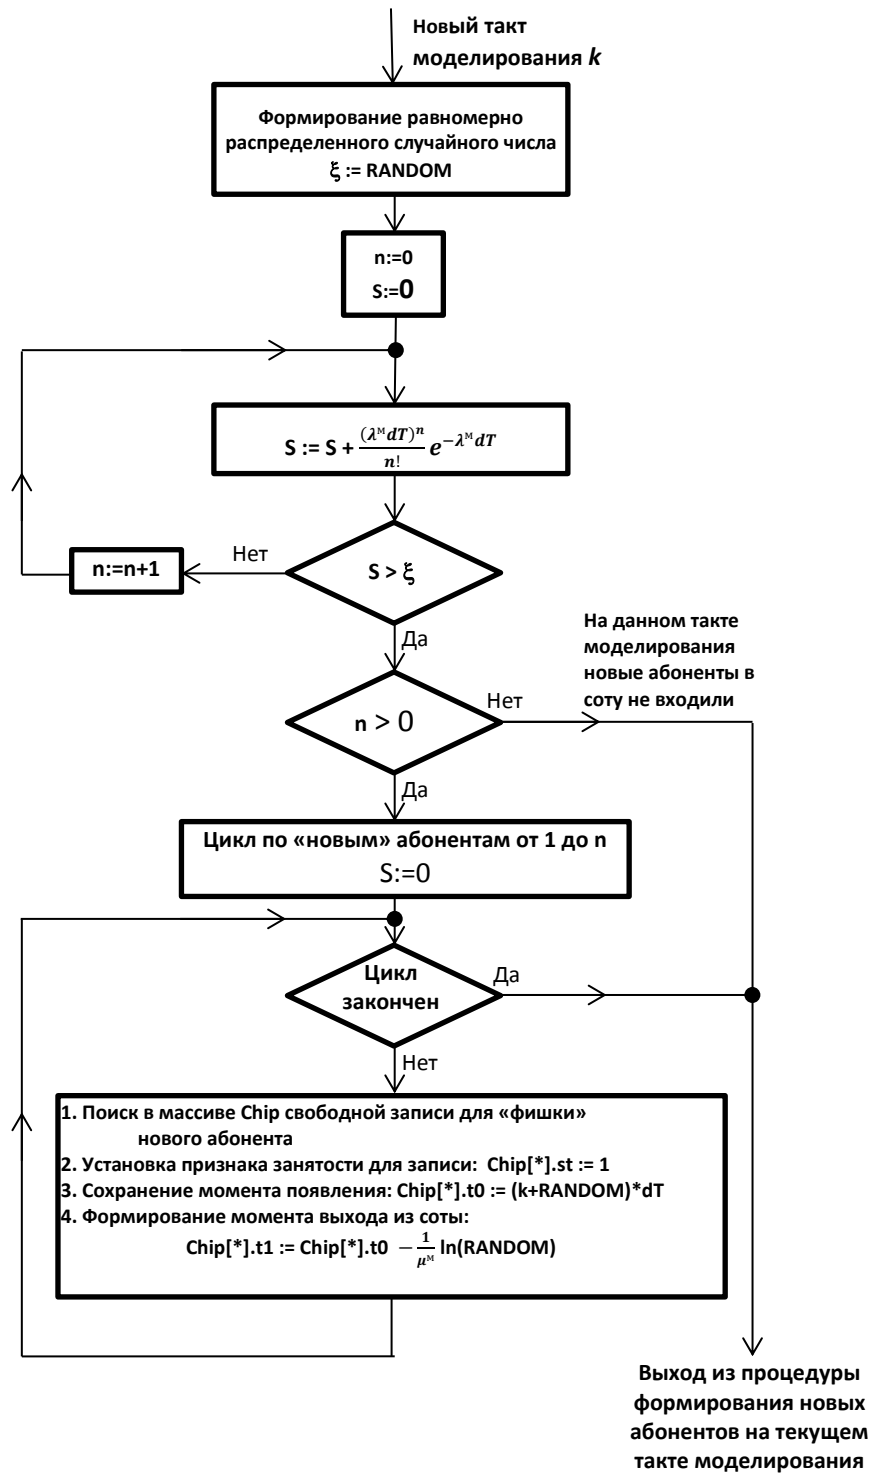 Новый такт
моделирования k
Формирование равномерно
распределенного случайного числа
ξ := RANDOM
n:=0
S:=0
S := S + \frac{(λ^м dT)^n}{n!} e^{−λ^м dT}
n:=n+1
Нет
S > ξ
Да
На данном такте
моделирования
новые абоненты в
соту не входили
n > 0
Нет
Да
Цикл по «новым» абонентам от 1 до n
S:=0
Цикл
закончен
Да
Нет
1. Поиск в массиве Chip свободной записи для «фишки»
нового абонента
2. Установка признака занятости для записи: Chip[*].st := 1
3. Сохранение момента появления: Chip[*].t0 := (k+RANDOM)*dT
4. Формирование момента выхода из соты:
Chip[*].t1 := Chip[*].t0 − \frac{1}{μ^м} ln(RANDOM)
Выход из процедуры
формирования новых
абонентов на текущем
такте моделирования